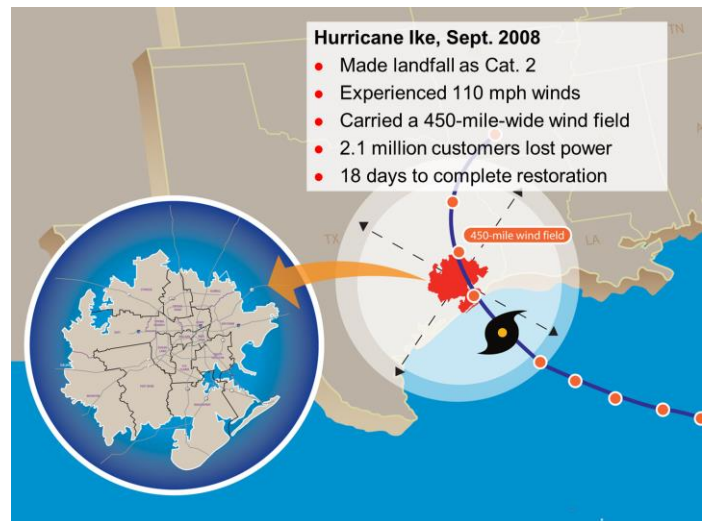 TN
Hurricane Ike, Sept. 2008
Made landfall as Cat. 2
Experienced 110 mph winds
Carried a 450-mile-wide wind field
2.1 million customers lost power
18 days to complete restoration
TX
450-mile wind field
LA